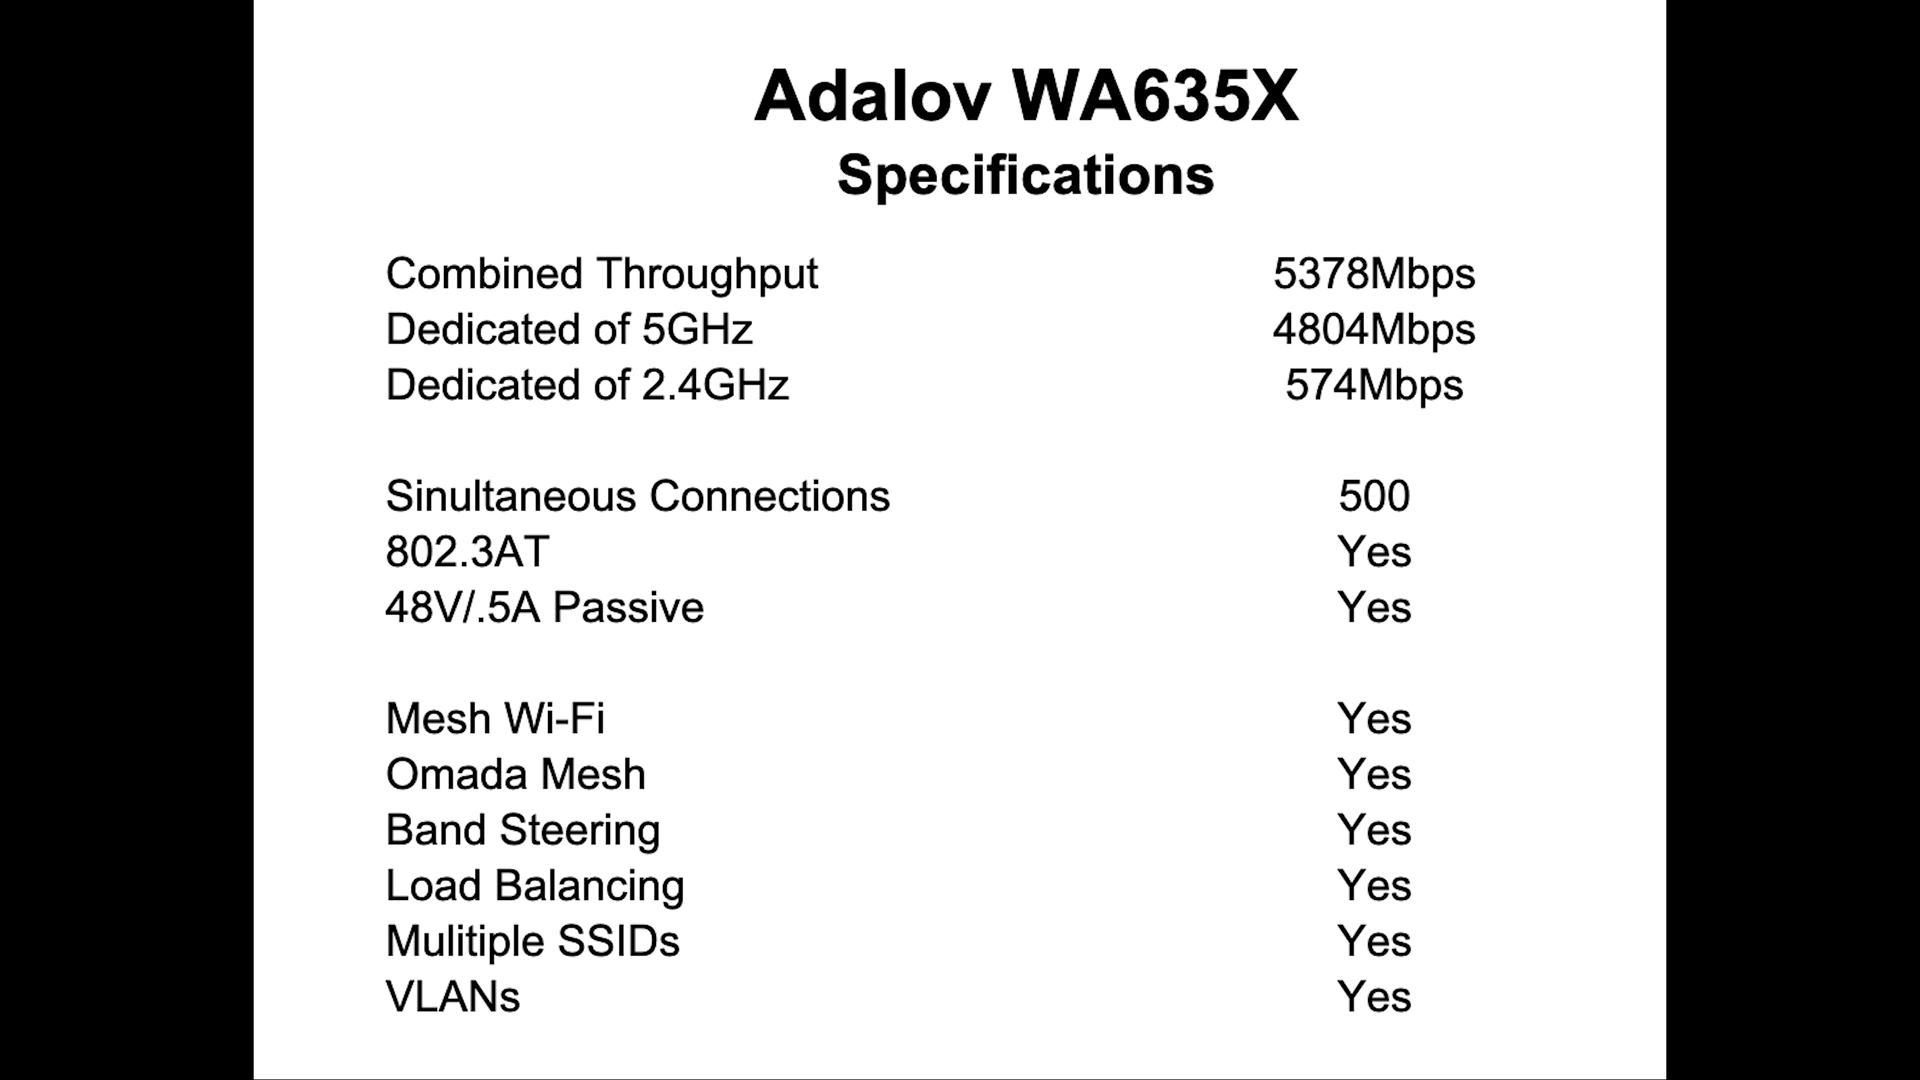 Adalov WA635X
Specifications
Combined Throughput 5378Mbps
Dedicated of 5GHz 4804Mbps
Dedicated of 2.4GHz 574Mbps
Sinultaneous Connections 500
802.3AT Yes
48V/.5A Passive Yes
Mesh Wi-Fi Yes
Omada Mesh Yes
Band Steering Yes
Load Balancing Yes
Mulitiple SSIDs Yes
VLANs Yes